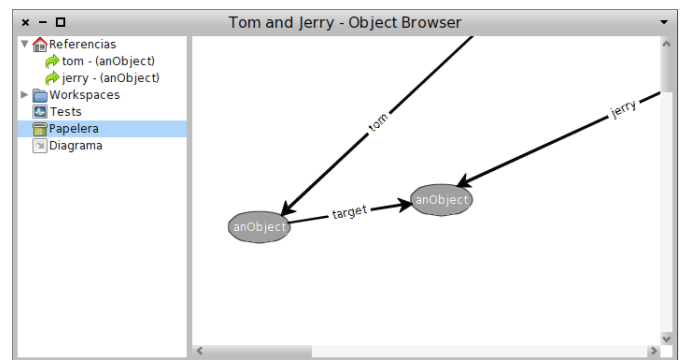 Tom and Jerry - Object Browser
Referencias
tom - (anObject)
jerry - (anObject)
Workspaces
Tests
Papelera
Diagrama
tom
jerry
anObject
target
anObject